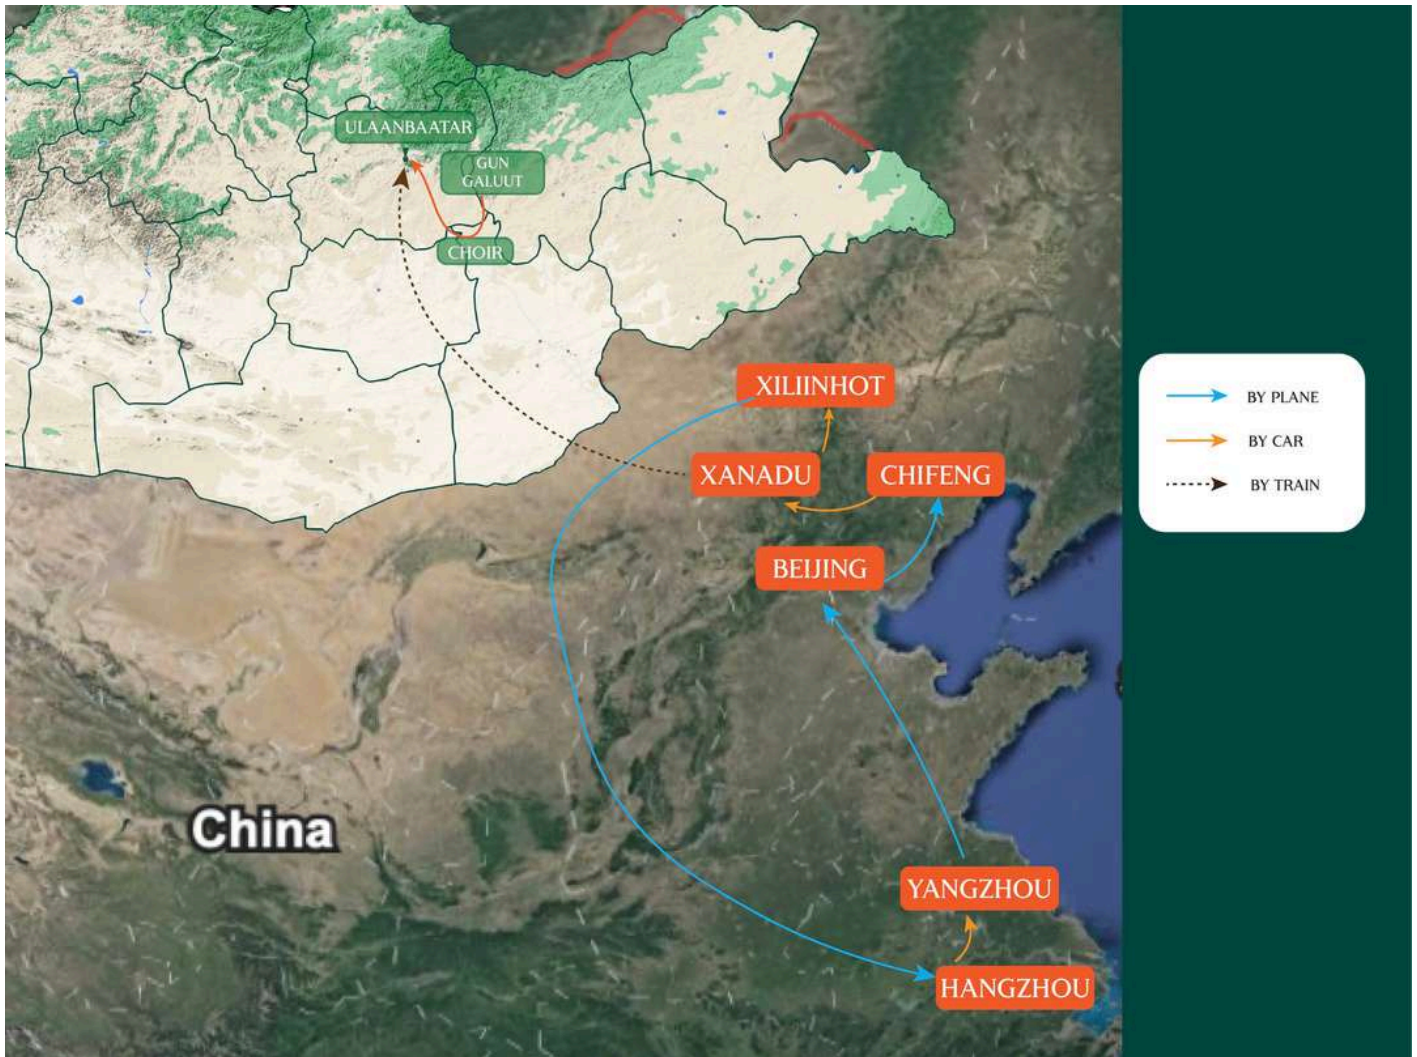 ULAANBAATAR
GUN
GALUUT
CHOIR
XILIINHOT
XANADU
CHIFENG
BEIJING
BY PLANE
BY CAR
BY TRAIN
China
YANGZHOU
HANGZHOU